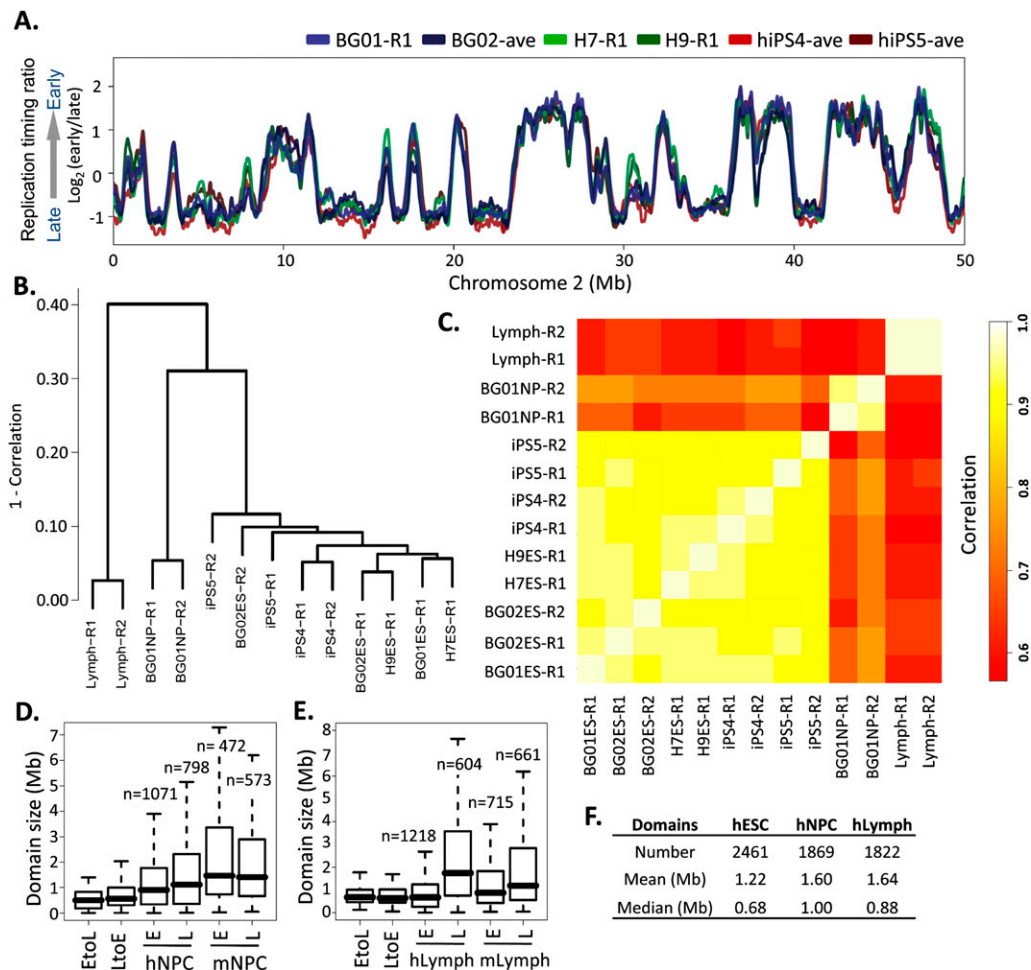 A.
BG01-R1 BG02-ave H7-R1 H9-R1 hiPS4-ave hiPS5-ave
Replication timing ratio
Late Early
Log2 (early/late)
2
1
0
-1
0 10 20 30 40 50
Chromosome 2 (Mb)
B.
1 - Correlation
0.40
0.30
0.20
0.10
0.00
Lymph-R1
Lymph-R2
BG01NP-R1
BG01NP-R2
iPS5-R2
BG02ES-R2
iPS5-R1
iPS4-R1
iPS4-R2
BG02ES-R1
H9ES-R1
BG01ES-R1
H7ES-R1
C.
Lymph-R2
Lymph-R1
BG01NP-R2
BG01NP-R1
iPS5-R2
iPS5-R1
iPS4-R2
iPS4-R1
H9ES-R1
H7ES-R1
BG02ES-R2
BG02ES-R1
BG01ES-R1
BG01ES-R1
BG02ES-R1
BG02ES-R2
H7ES-R1
H9ES-R1
iPS4-R1
iPS4-R2
iPS5-R1
iPS5-R2
BG01NP-R1
BG01NP-R2
Lymph-R1
Lymph-R2
Correlation
1.0
0.9
0.8
0.7
0.6
D.
Domain size (Mb)
7
6
5
4
3
2
1
0
n=1071
n=798
n= 472
n=573
EtoL
LtoE
E L E L
hNPC mNPC
E.
Domain size (Mb)
8
6
5
4
3
2
1
0
n=1218
n=604
n=715
n=661
EtoL
LtoE
E L E L
hLymph mLymph
F.
Domains hESC hNPC hLymph
Number 2461 1869 1822
Mean (Mb) 1.22 1.60 1.64
Median (Mb) 0.68 1.00 0.88